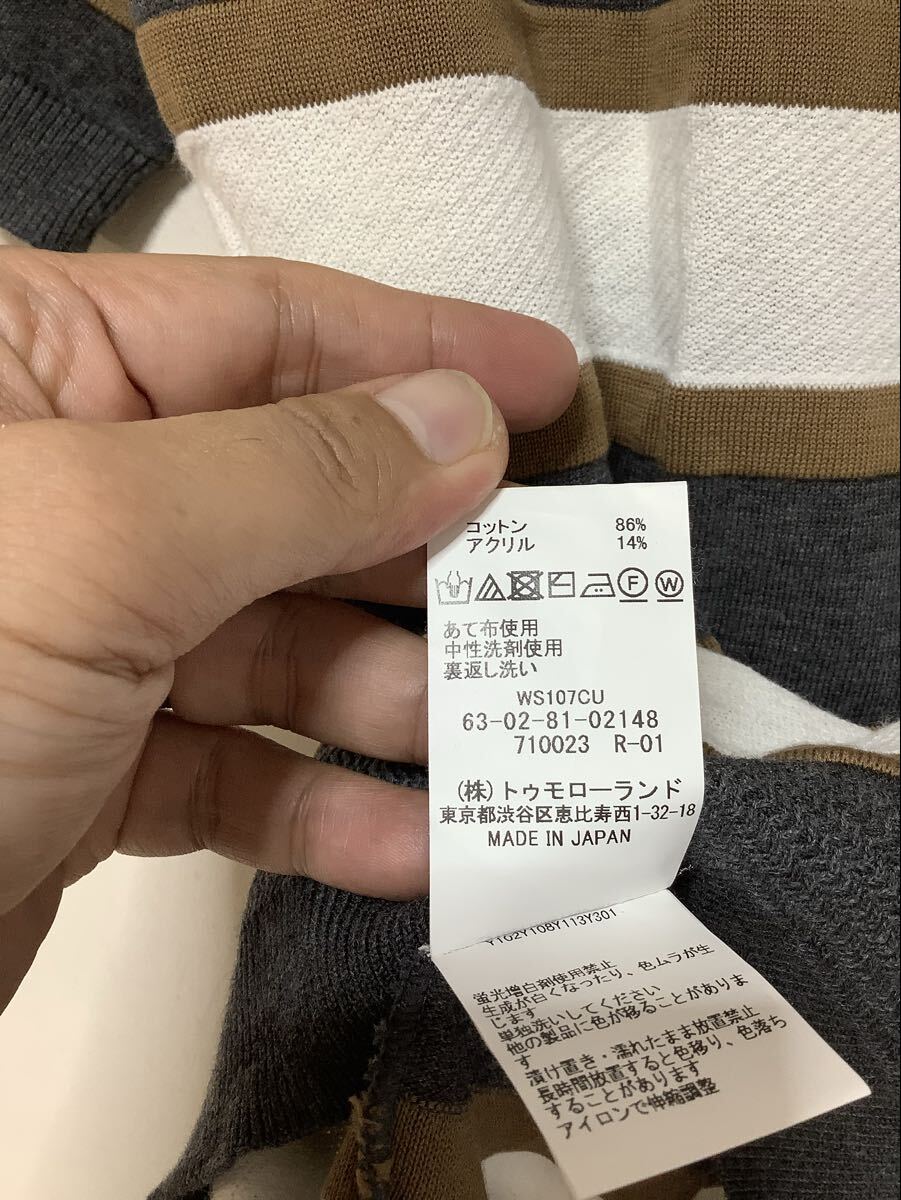 コットン 86%
アクリル 14%
F W
あて布使用
中性洗剤使用
裏返し洗い
WS107CU
63-02-81-02148
710023 R-01
(株)トゥモローランド
東京都渋谷区恵比寿西1-32-18
MADE IN JAPAN
Y102Y108Y113Y301
蛍光増白剤使用禁止
生成が白くなったり、色ムラが生
じます
単独洗いしてください
他の製品に色が移ることがありま
す
漬け置き・濡れたまま放置禁止
長時間放置すると色移り、色落ち
することがあります
アイロンで伸縮調整